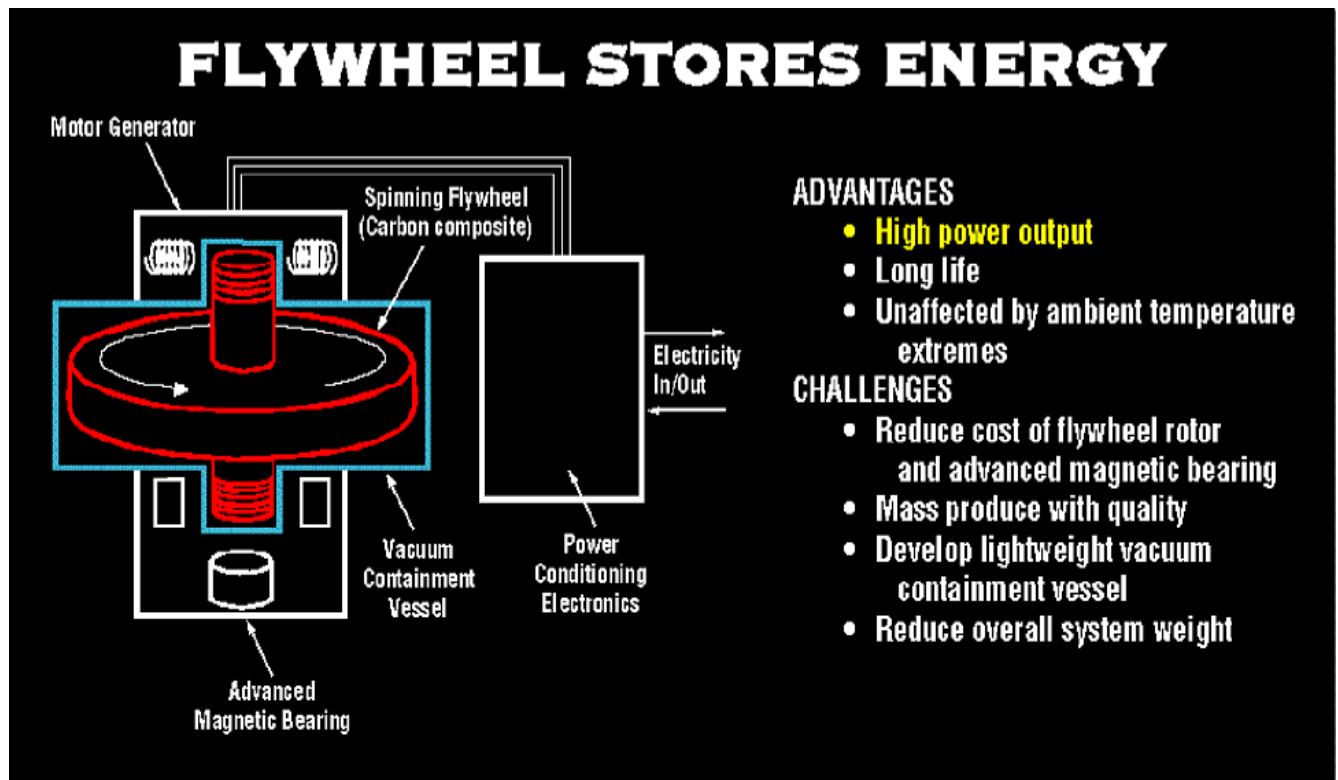 FLYWHEEL STORES ENERGY
Motor Generator
Spinning Flywheel
(Carbon composite)
Electricity
In/Out
Vacuum
Containment
Vessel
Power
Conditioning
Electronics
Advanced
Magnetic Bearing
ADVANTAGES
• High power output
• Long life
• Unaffected by ambient temperature
extremes
CHALLENGES
• Reduce cost of flywheel rotor
and advanced magnetic bearing
• Mass produce with quality
• Develop lightweight vacuum
containment vessel
• Reduce overall system weight